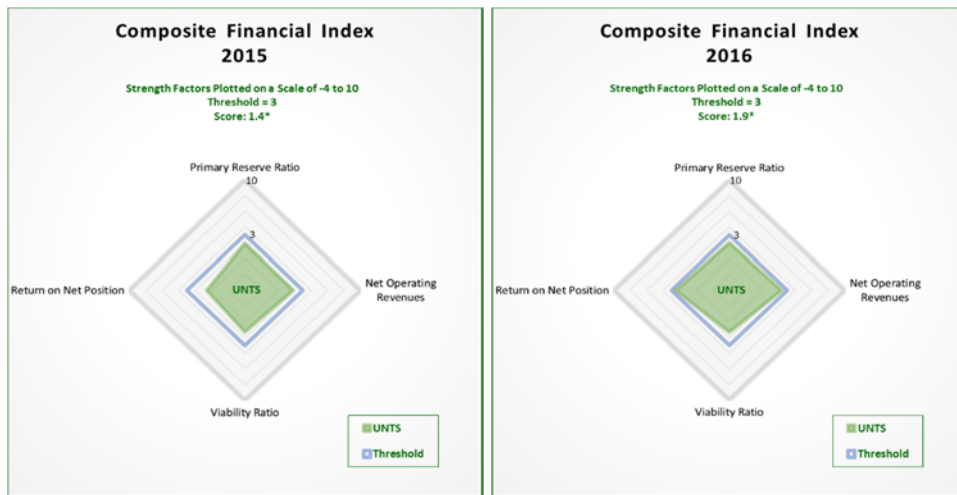 Composite Financial Index
2015
Strength Factors Plotted on a Scale of -4 to 10
Threshold = 3
Score: 1.4*
Primary Reserve Ratio
10
3
Return on Net Position
UNTS
Net Operating
Revenues
Viability Ratio
UNTS
Threshold
Composite Financial Index
2016
Strength Factors Plotted on a Scale of -4 to 10
Threshold = 3
Score: 1.9*
Primary Reserve Ratio
10
3
Return on Net Position
UNTS
Net Operating
Revenues
Viability Ratio
UNTS
Threshold